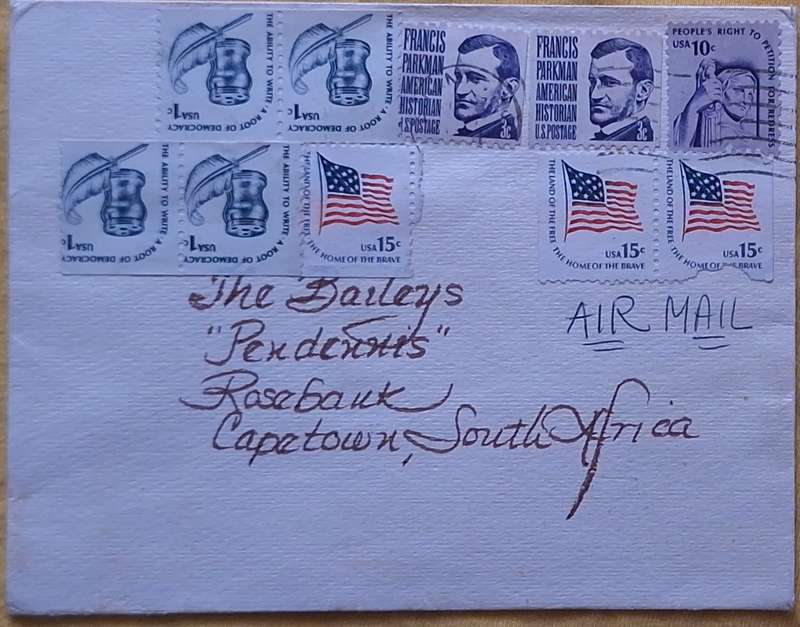 THE ABILITY TO WRITE A ROOT OF DEMOCRACY
USA 1c
THE ABILITY TO WRITE A ROOT OF DEMOCRACY
USA 1c
FRANCIS
PARKMAN
AMERICAN
HISTORIAN
U.S. POSTAGE
3c
FRANCIS
PARKMAN
AMERICAN
HISTORIAN
U.S. POSTAGE
3c
PEOPLE'S RIGHT TO PETITION FOR REDRESS
USA 10c
THE ABILITY TO WRITE A ROOT OF DEMOCRACY
USA 1c
THE ABILITY TO WRITE A ROOT OF DEMOCRACY
USA 1c
THE LAND OF THE FREE THE HOME OF THE BRAVE
USA 15c
THE LAND OF THE FREE THE HOME OF THE BRAVE
USA 15c
THE LAND OF THE FREE THE HOME OF THE BRAVE
USA 15c
AIR MAIL
The Baileys
"Pendennis"
Rosebank
Capetown, South Africa